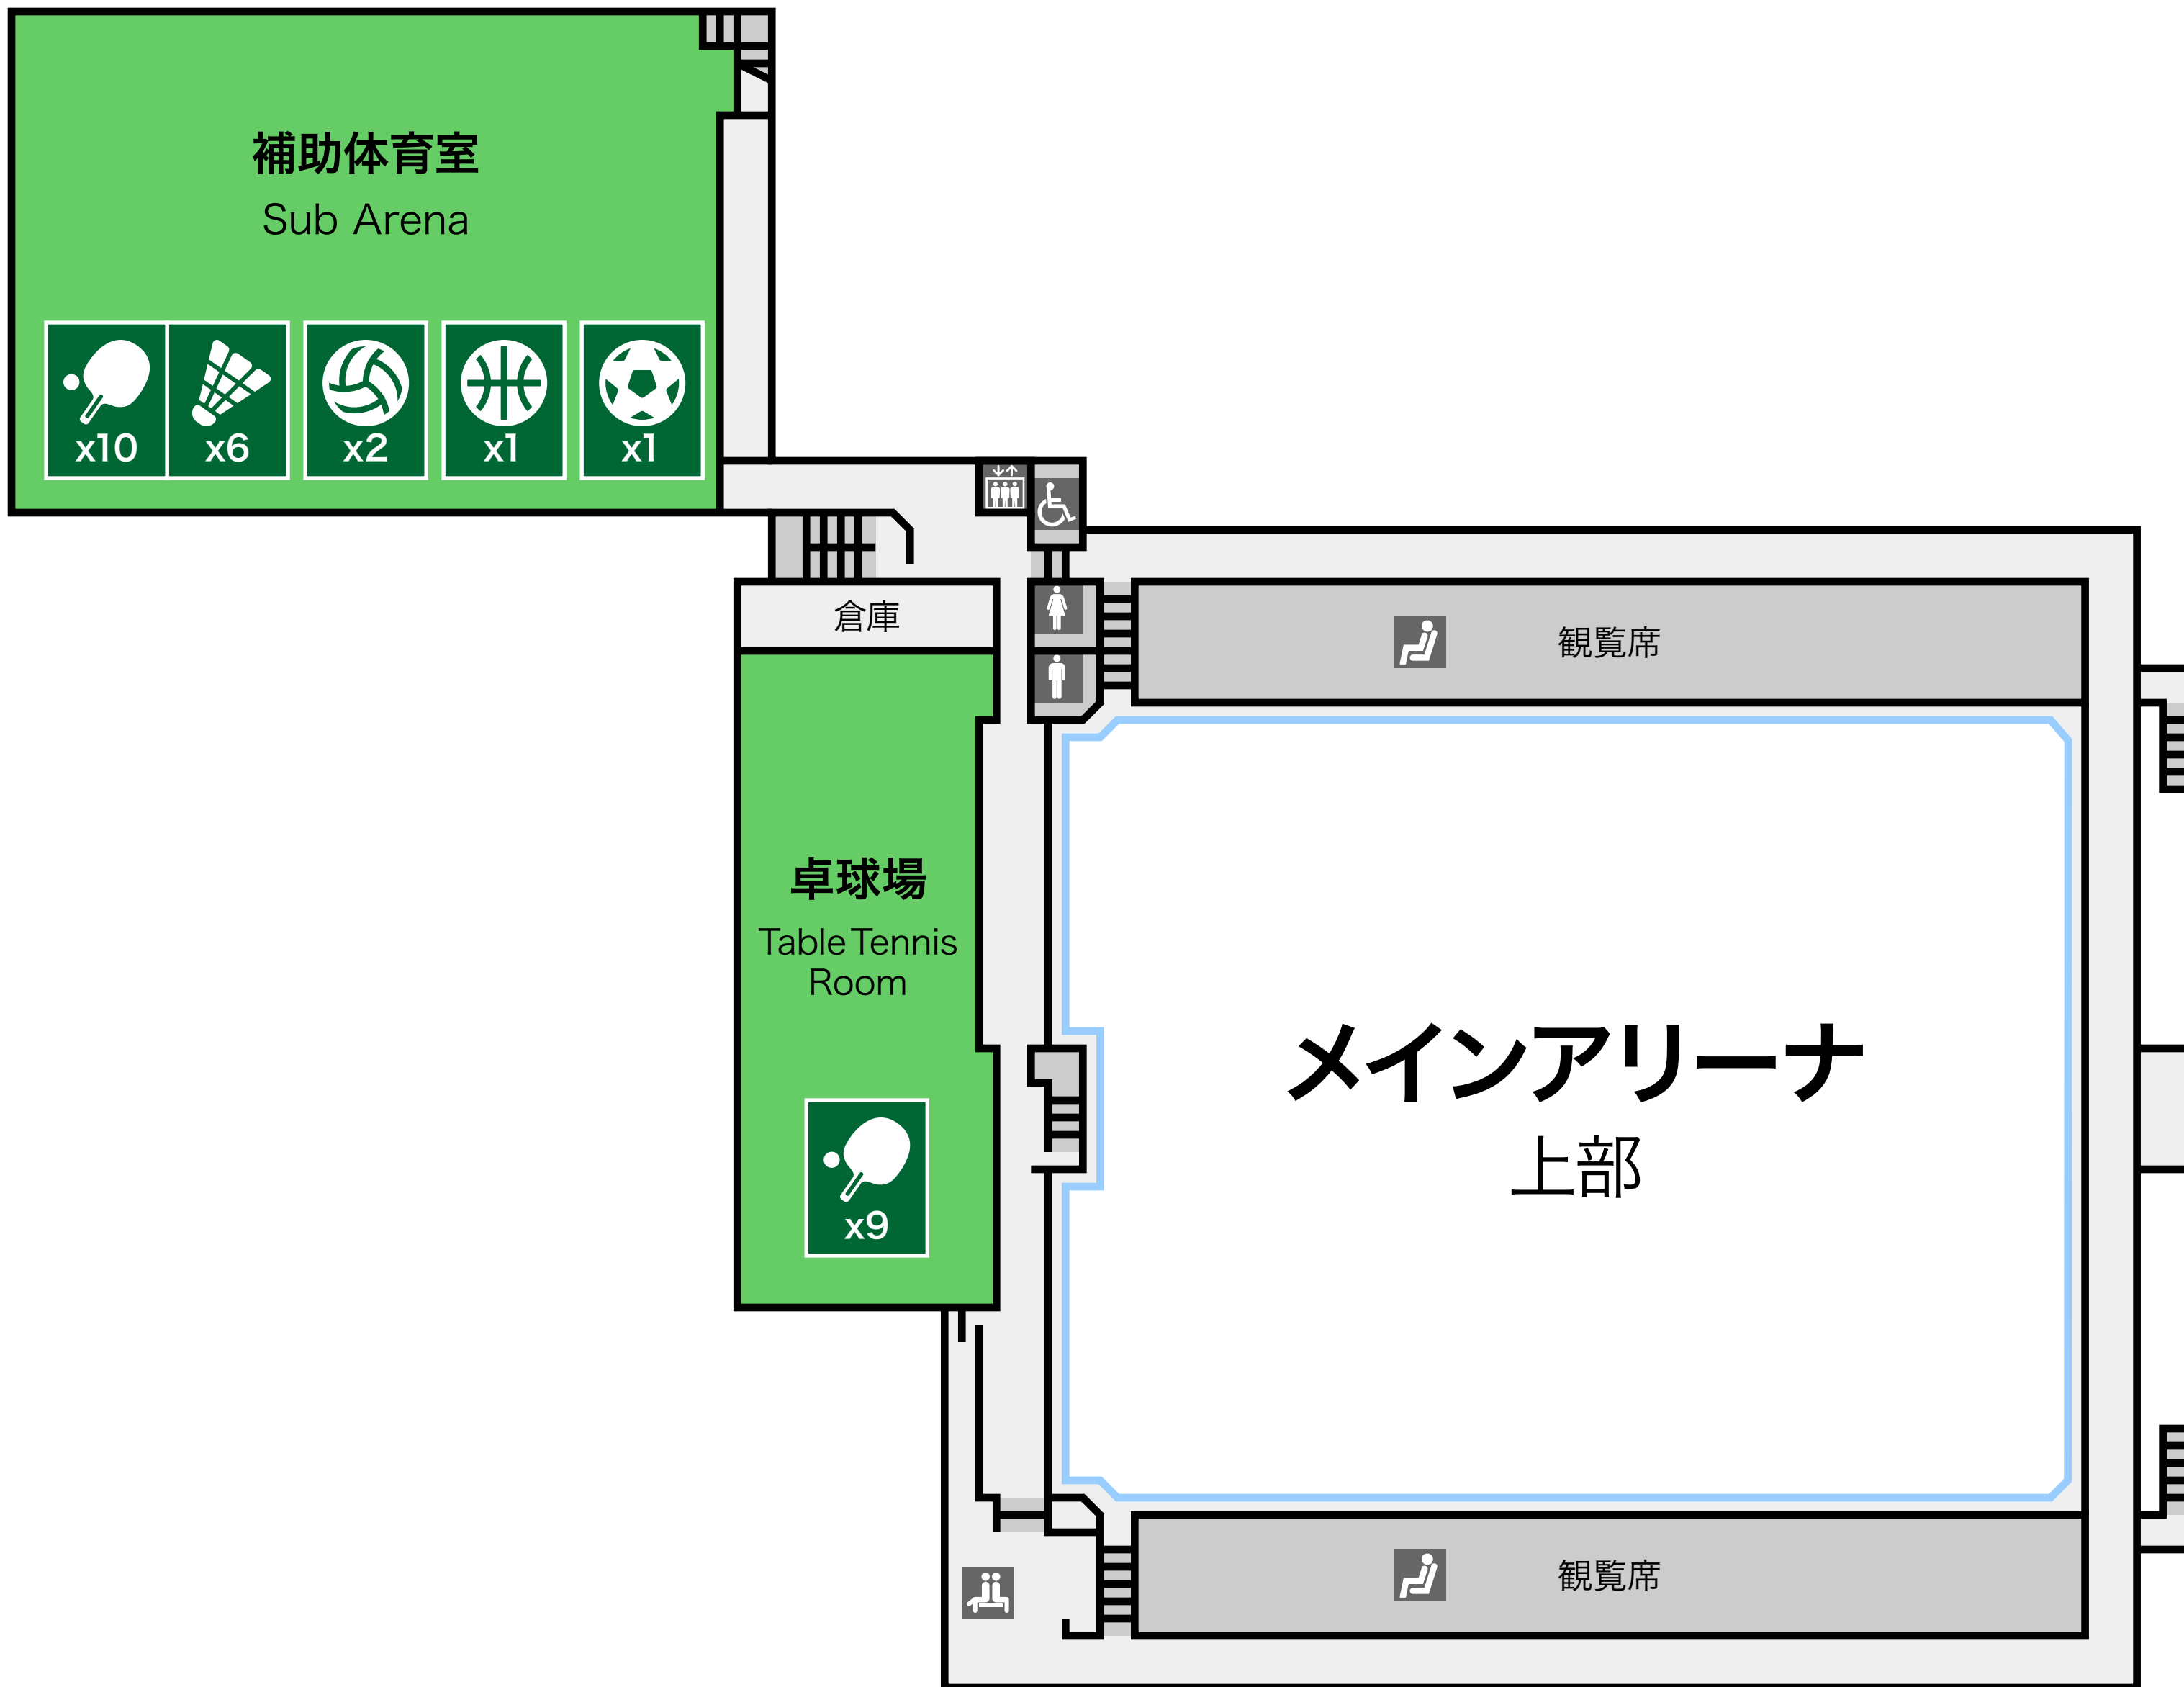 補助体育室
Sub Arena
x10
x6
x2
x1
x1
倉庫
観覧席
卓球場
Table Tennis
Room
x9
メインアリーナ
上部
観覧席